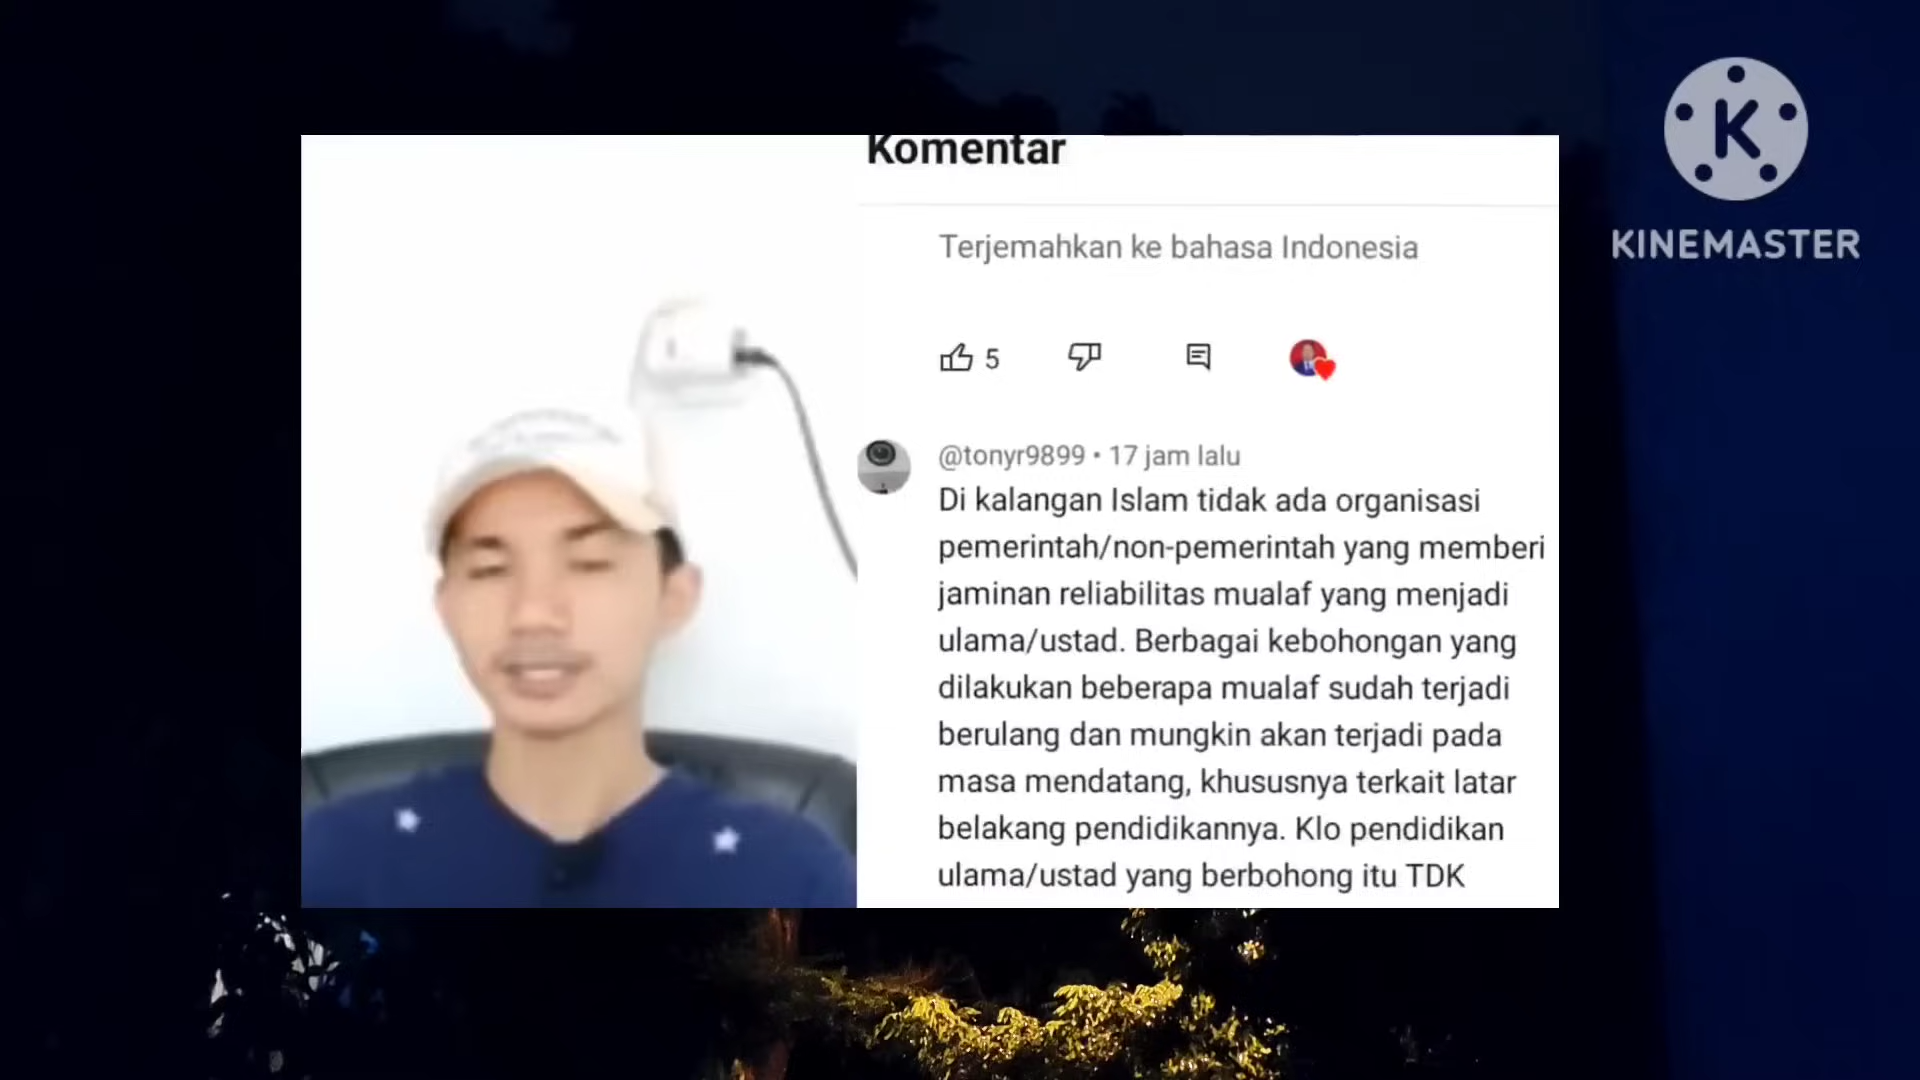 Komentar
Terjemahkan ke bahasa Indonesia
5
@tonyr9899 • 17 jam lalu
Di kalangan Islam tidak ada organisasi
pemerintah/non-pemerintah yang memberi
jaminan reliabilitas mualaf yang menjadi
ulama/ustad. Berbagai kebohongan yang
dilakukan beberapa mualaf sudah terjadi
berulang dan mungkin akan terjadi pada
masa mendatang, khususnya terkait latar
belakang pendidikannya. Klo pendidikan
ulama/ustad yang berbohong itu TDK
K
KINEMASTER